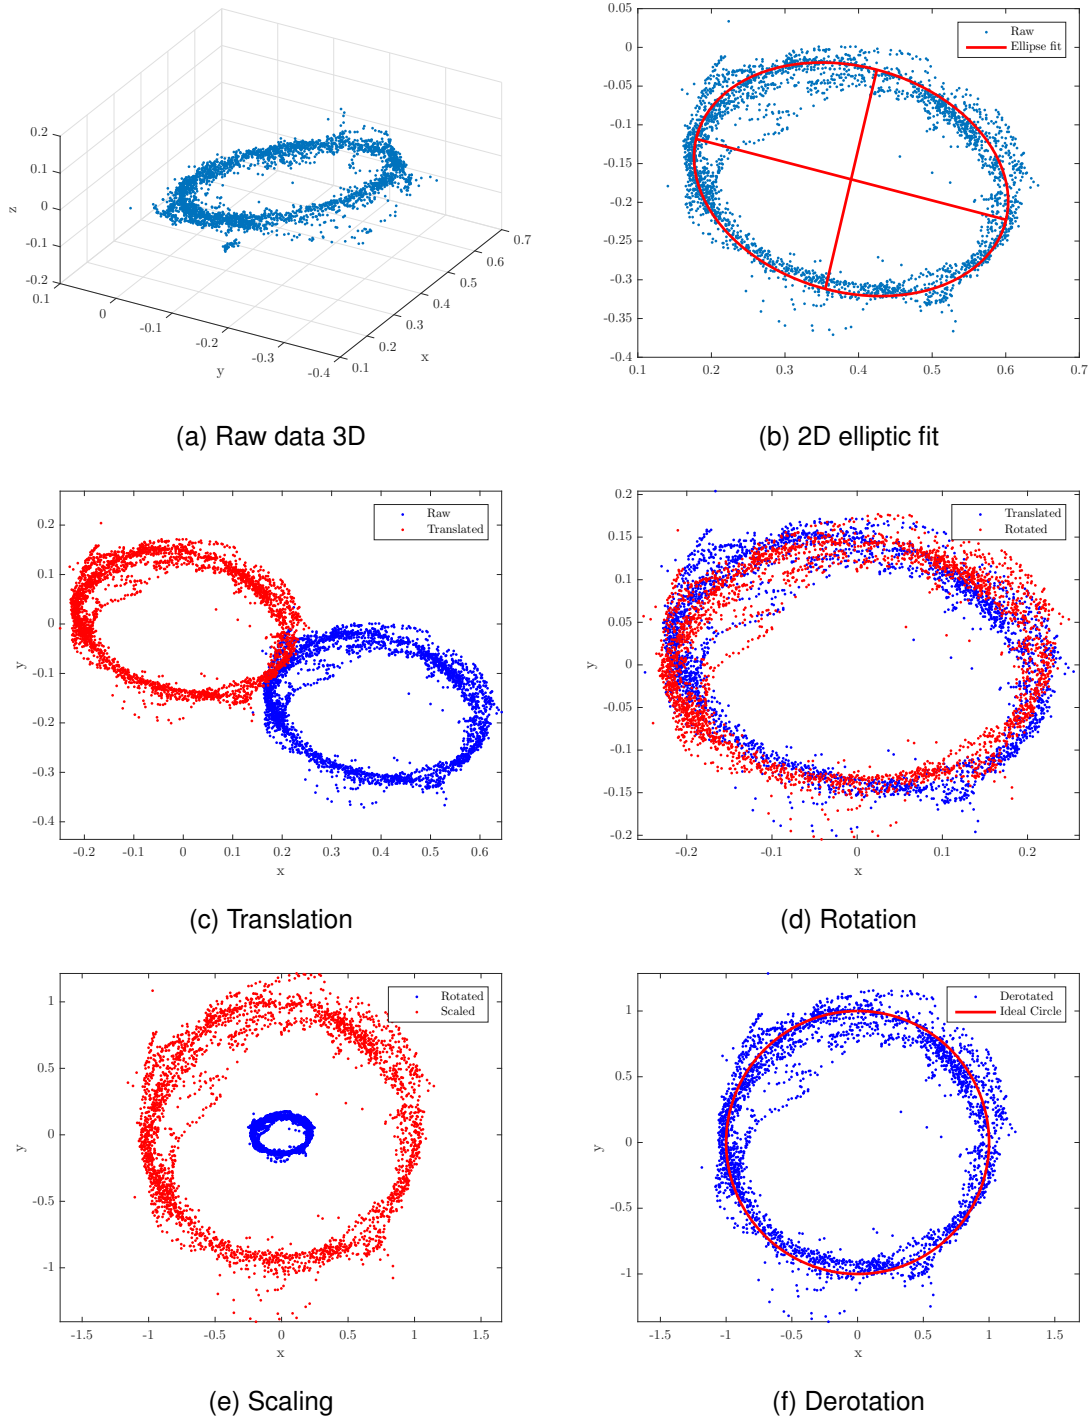 0.2
0.1
0
-0.1
-0.2
z
0.1
0
-0.1
-0.2
-0.3
-0.4
y
0.1
0.2
0.3
0.4
0.5
0.6
0.7
x
(a) Raw data 3D
0.05
0
-0.05
-0.1
-0.15
-0.2
-0.25
-0.3
-0.35
-0.4
0.1 0.2 0.3 0.4 0.5 0.6 0.7
Raw
Ellipse fit
(b) 2D elliptic fit
0.2
0.1
0
-0.1
-0.2
-0.3
-0.4
y
-0.2 -0.1 0 0.1 0.2 0.3 0.4 0.5 0.6
x
Raw
Translated
(c) Translation
0.2
0.15
0.1
0.05
0
-0.05
-0.1
-0.15
-0.2
y
-0.2 -0.1 0 0.1 0.2
x
Translated
Rotated
(d) Rotation
1
0.5
0
-0.5
-1
y
-1.5 -1 -0.5 0 0.5 1 1.5
x
Rotated
Scaled
(e) Scaling
1
0.5
0
-0.5
-1
y
-1.5 -1 -0.5 0 0.5 1 1.5
x
Derotated
Ideal Circle
(f) Derotation